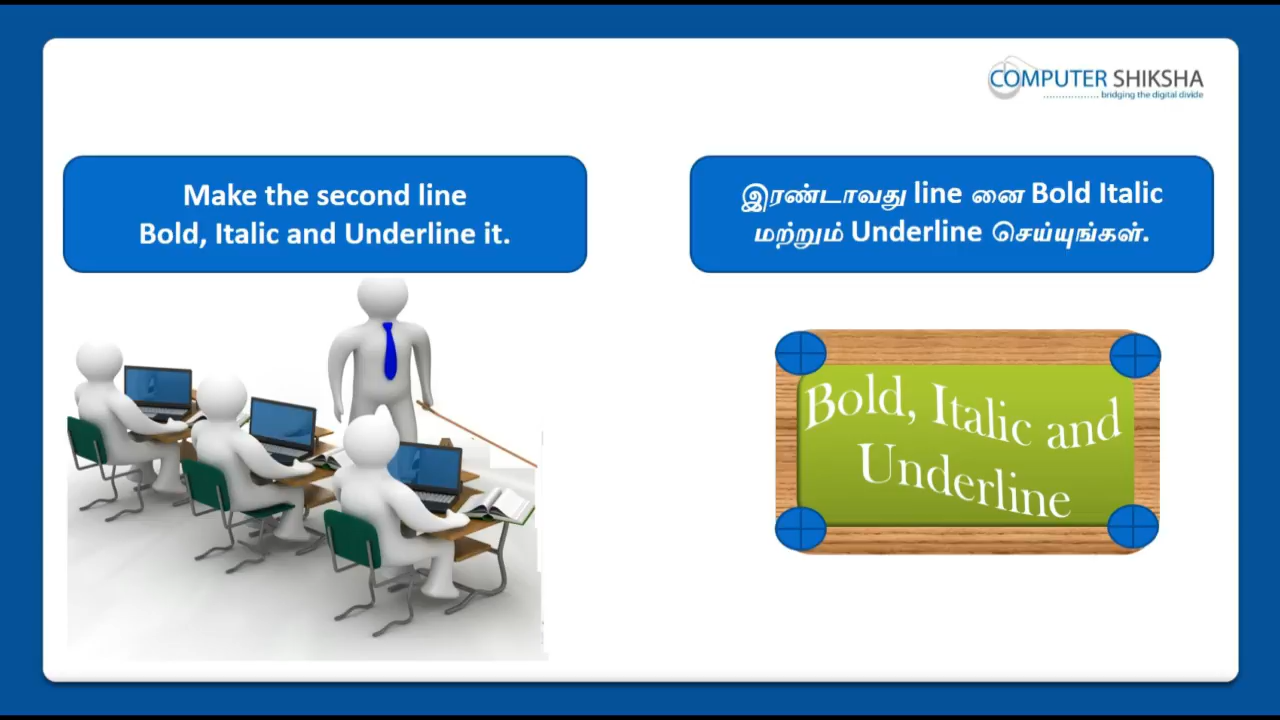 COMPUTER SHIKSHA
bridging the digital divide
Make the second line
Bold, Italic and Underline it.
இரண்டாவது line னை Bold Italic
மற்றும் Underline செய்யுங்கள்.
Bold, Italic and
Underline